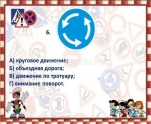 6.
А) круговое движение;
Б) объездная дорога;
В) движение по тротуару;
Г) внимание поворот.